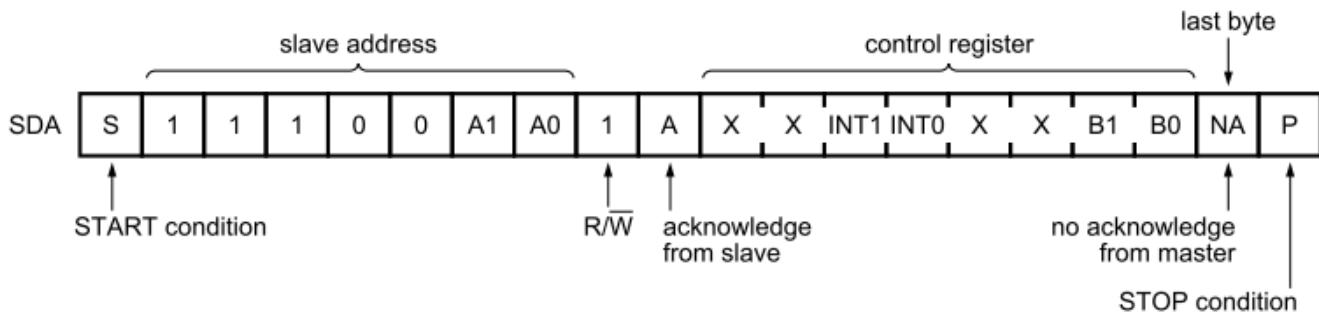 last byte
slave address control register
SDA S 1 1 1 0 0 A1 A0 1 A X X INT1 INT0 X X B1 B0 NA P
START condition R/W̅ acknowledge no acknowledge
from slave from master
STOP condition